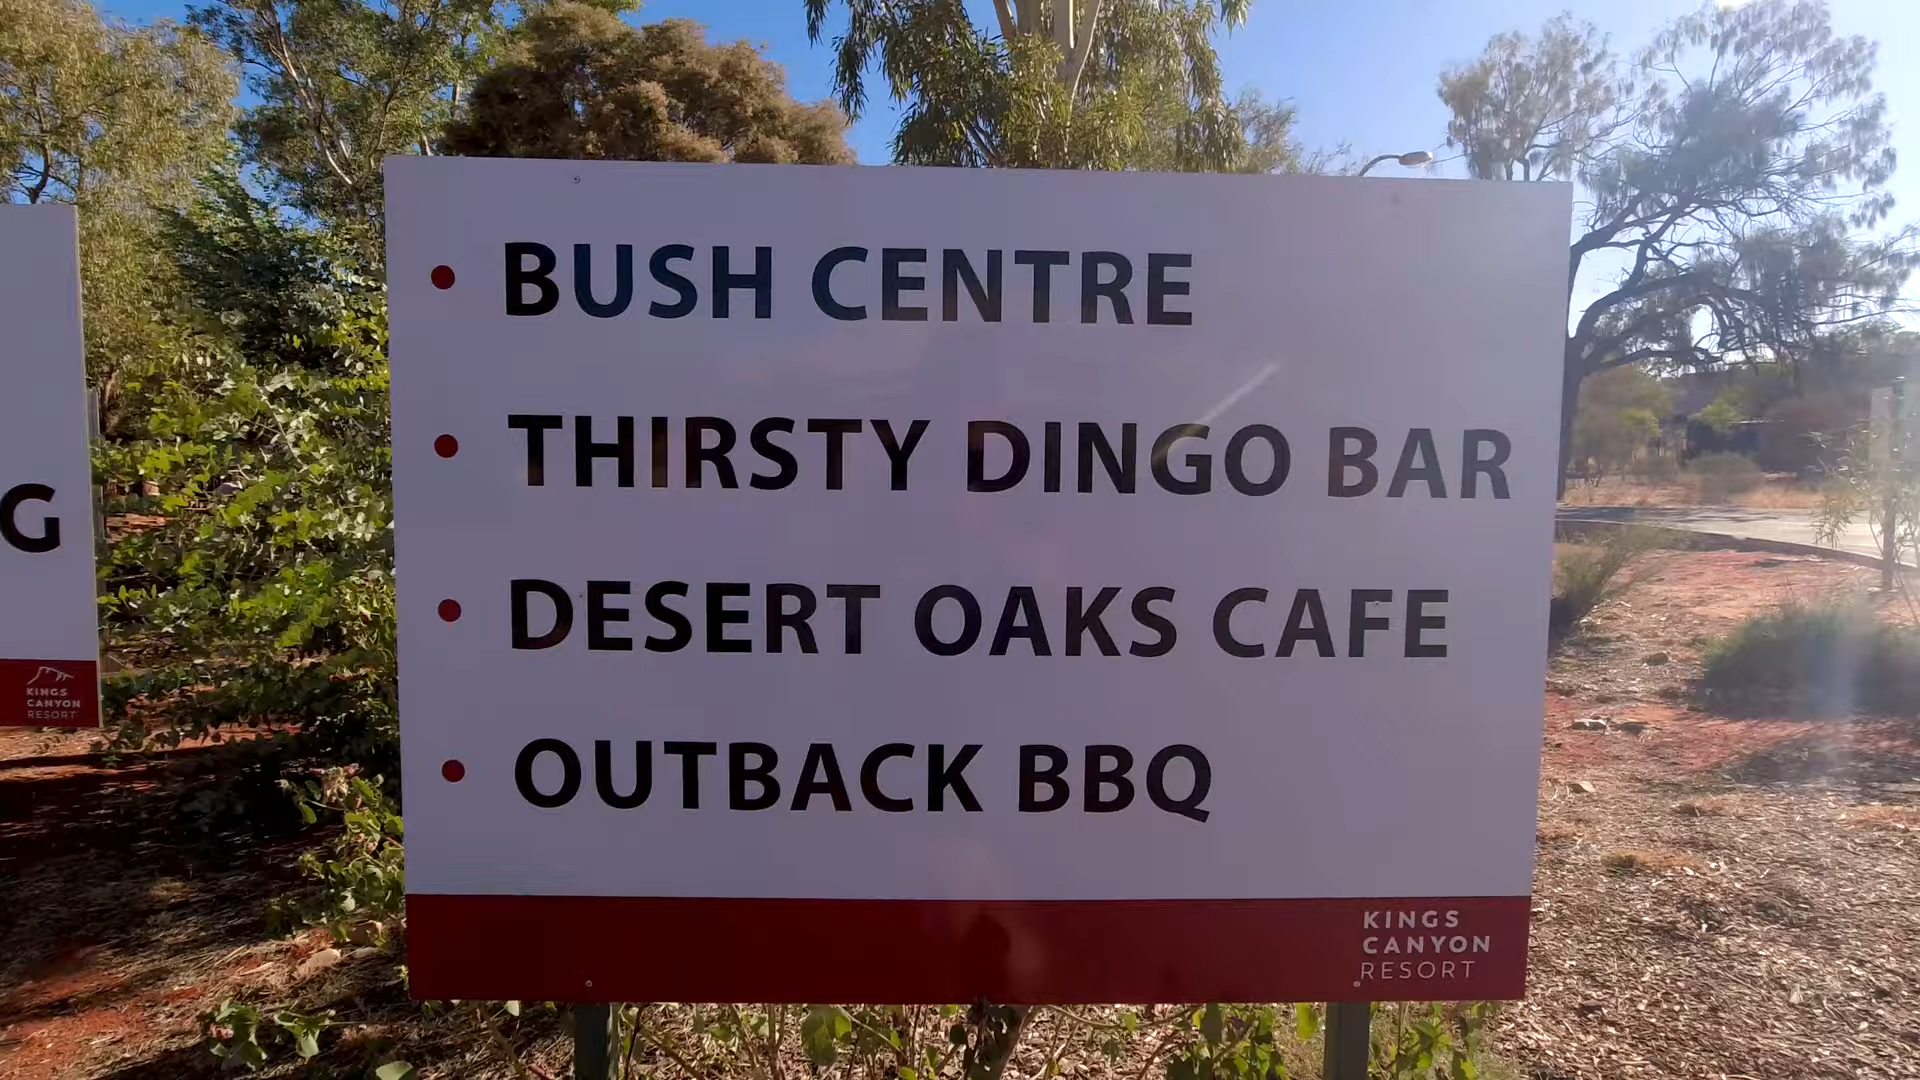 • BUSH CENTRE
• THIRSTY DINGO BAR
• DESERT OAKS CAFE
• OUTBACK BBQ
KINGS
CANYON
RESORT
G
KINGS
CANYON
RESORT